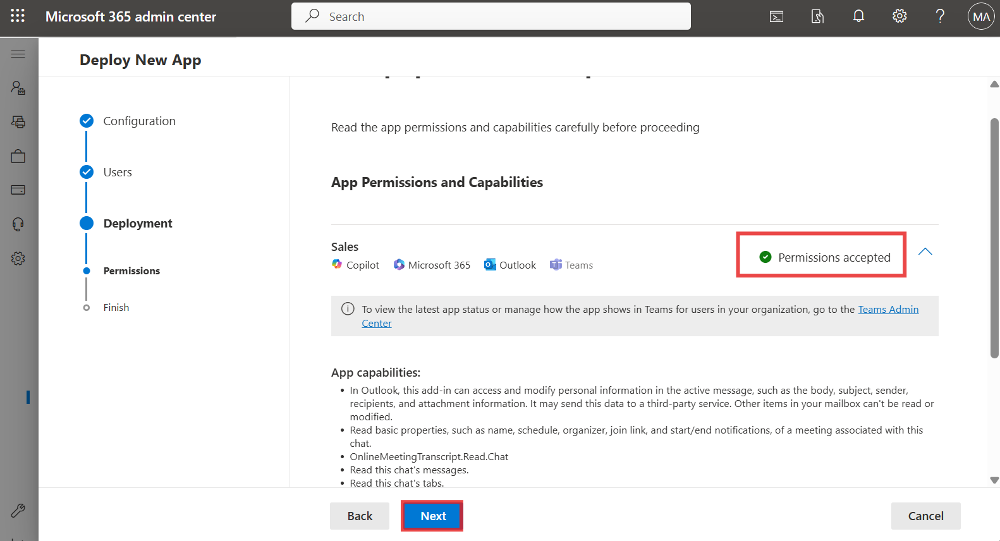 Microsoft 365 admin center
Search
MA
Deploy New App
Configuration
Users
Deployment
Permissions
Finish
Read the app permissions and capabilities carefully before proceeding
App Permissions and Capabilities
Sales
Copilot
Microsoft 365
Outlook
Teams
Permissions accepted
To view the latest app status or manage how the app shows in Teams for users in your organization, go to the Teams Admin
Center
App capabilities:
• In Outlook, this add-in can access and modify personal information in the active message, such as the body, subject, sender,
recipients, and attachment information. It may send this data to a third-party service. Other items in your mailbox can't be read or
modified.
• Read basic properties, such as name, schedule, organizer, join link, and start/end notifications, of a meeting associated with this
chat.
• OnlineMeetingTranscript.Read.Chat
• Read this chat's messages.
• Read this chat's tabs.
Back
Next
Cancel